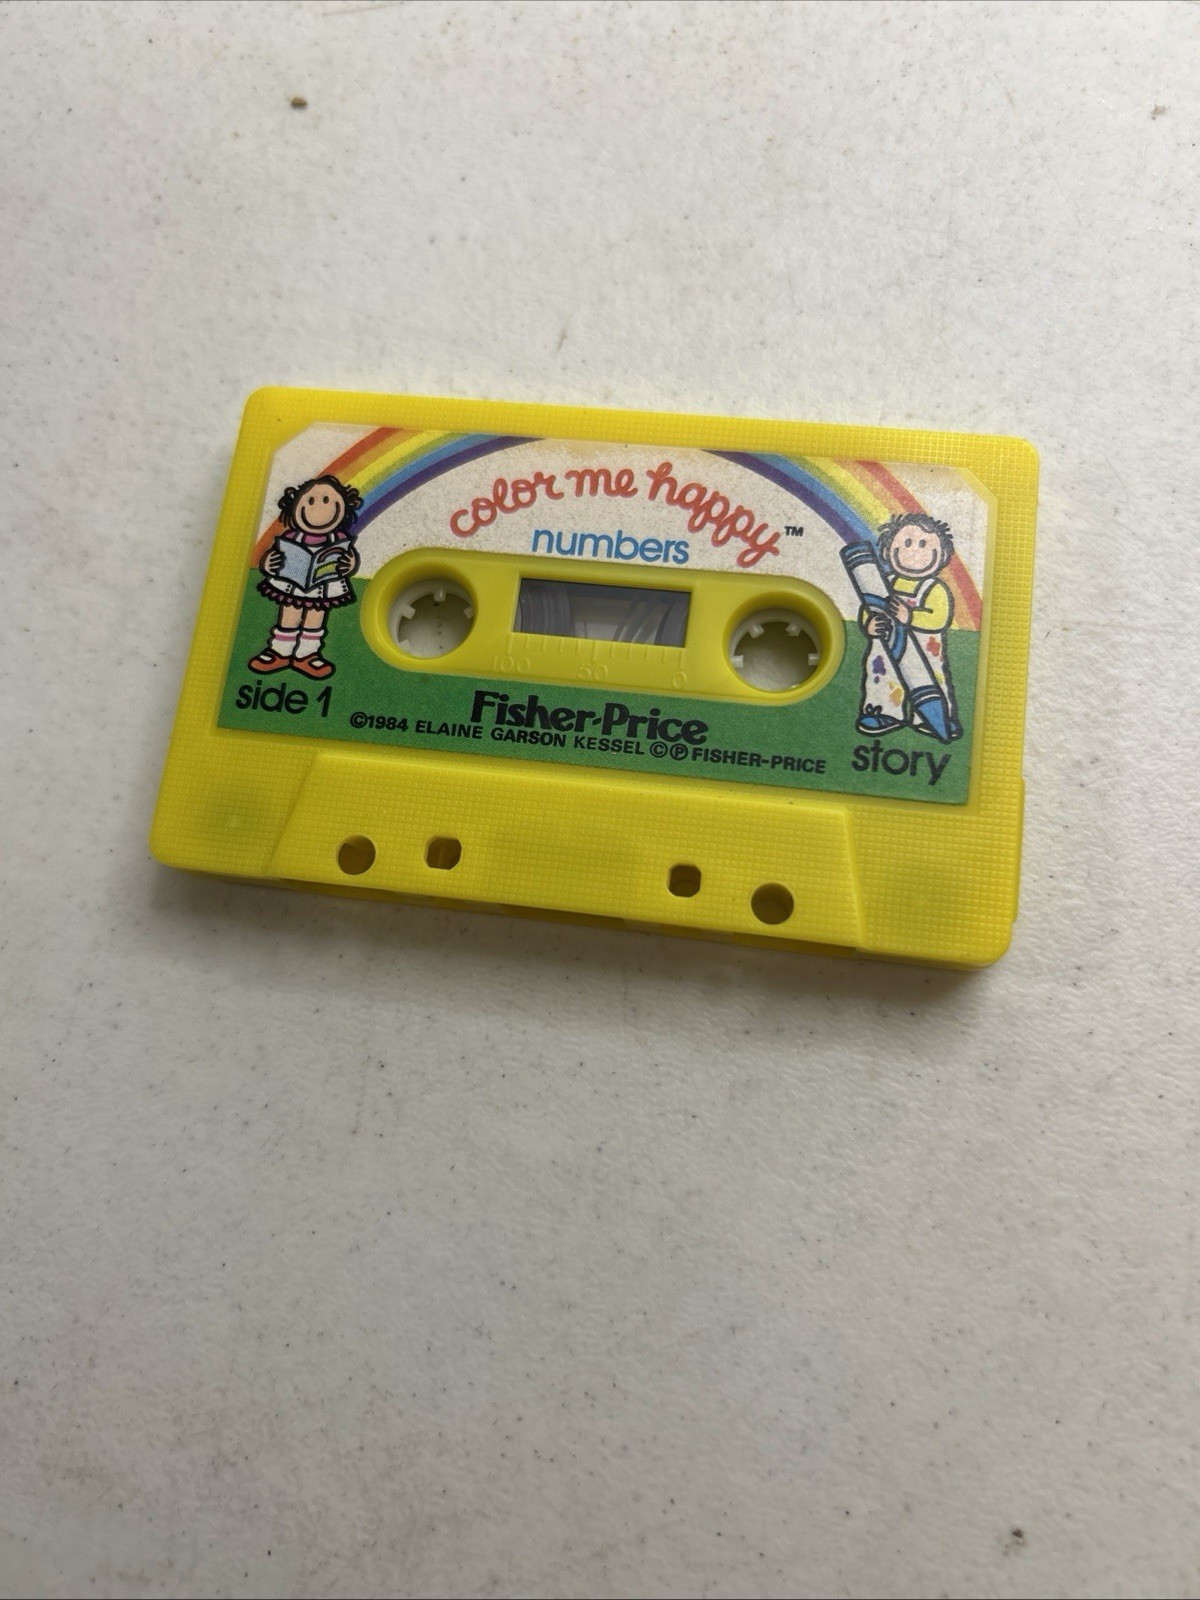 color me happy™
numbers
100 50 0
side 1
Fisher-Price
©1984 ELAINE GARSON KESSEL ©Ⓟ FISHER-PRICE
story